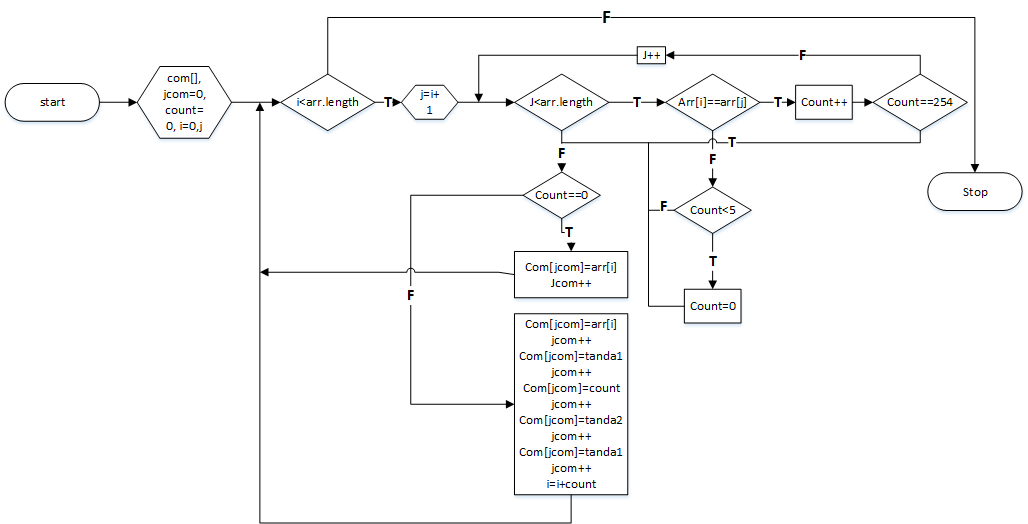 F
J++
F
start
com[],
jcom=0,
count=
0, i=0,j
i<arr.length
T
j=i+
1
J<arr.length
T
Arr[i]==arr[j]
T
Count++
Count==254
T
F
F
Stop
Count==0
F
Count<5
T
T
F
Com[jcom]=arr[i]
Jcom++
Count=0
Com[jcom]=arr[i]
jcom++
Com[jcom]=tanda1
jcom++
Com[jcom]=count
jcom++
Com[jcom]=tanda2
jcom++
Com[jcom]=tanda1
jcom++
i=i+count